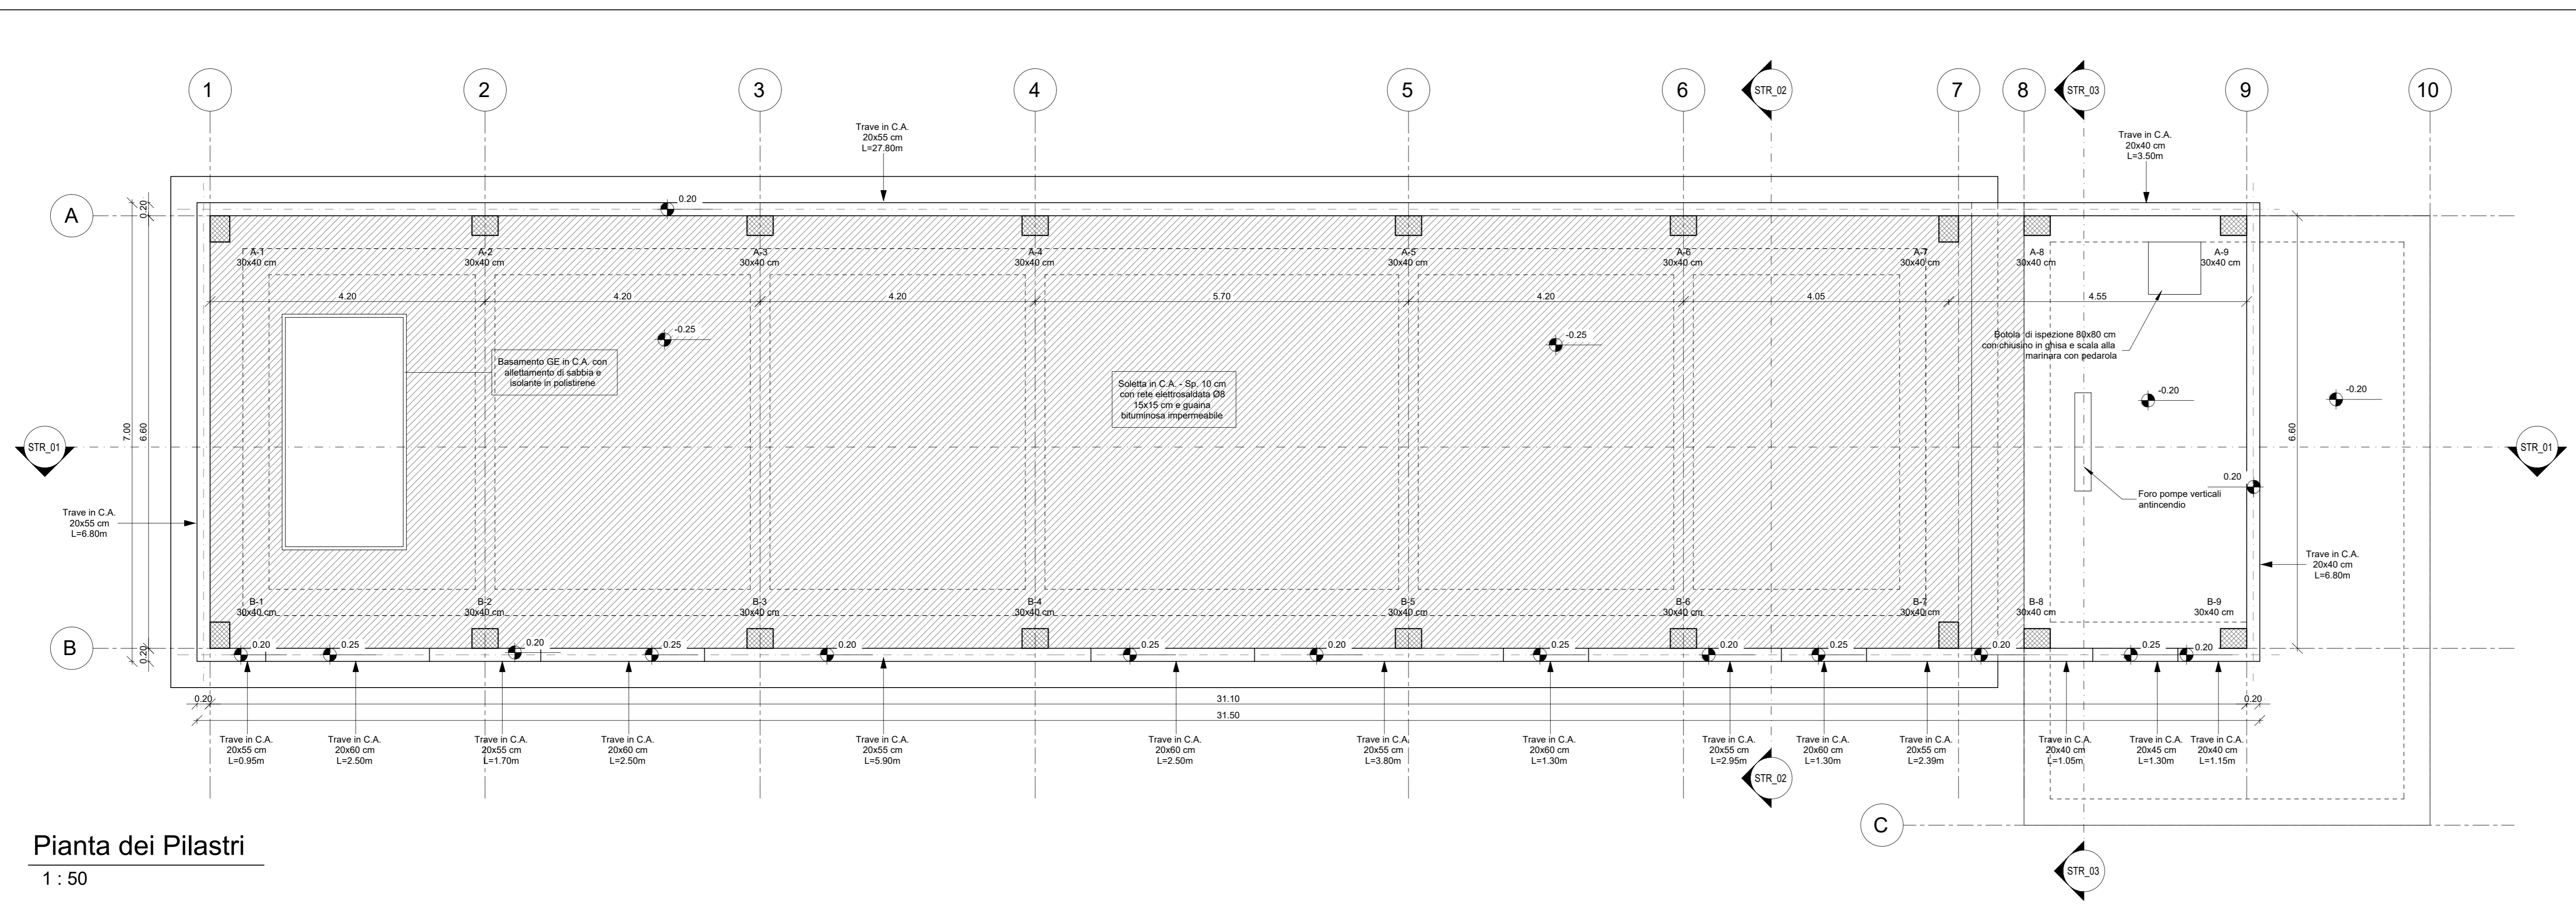 1
2
3
4
5
6
STR_02
7
8
STR_03
9
10
Trave in C.A.
20x55 cm
L=27.80m
Trave in C.A.
20x40 cm
L=3.50m
A
0.20
0.20
A-1
30x40 cm
A-2
30x40 cm
A-3
30x40 cm
A-4
30x40 cm
A-5
30x40 cm
A-6
30x40 cm
A-7
30x40 cm
A-8
30x40 cm
A-9
30x40 cm
4.20
4.20
4.20
5.70
4.20
4.05
4.55
-0.25
-0.25
Botola di ispezione 80x80 cm
con chiusino in ghisa e scala alla
marinara con pedarola
Basamento GE in C.A. con
allettamento di sabbia e
isolante in polistirene
Soletta in C.A. - Sp. 10 cm
con rete elettrosaldata Ø8
15x15 cm e guaina
bituminosa impermeabile
-0.20
-0.20
7.00
6.60
6.60
STR_01
STR_01
0.20
Foro pompe verticali
antincendio
Trave in C.A.
20x55 cm
L=6.80m
Trave in C.A.
20x40 cm
L=6.80m
B-1
30x40 cm
B-2
30x40 cm
B-3
30x40 cm
B-4
30x40 cm
B-5
30x40 cm
B-6
30x40 cm
B-7
30x40 cm
B-8
30x40 cm
B-9
30x40 cm
B
0.20
0.20
0.25
0.20
0.25
0.20
0.25
0.20
0.25
0.20
0.25
0.20
0.25
0.20
0.20
31.10
0.20
31.50
Trave in C.A.
20x55 cm
L=0.95m
Trave in C.A.
20x60 cm
L=2.50m
Trave in C.A.
20x55 cm
L=1.70m
Trave in C.A.
20x60 cm
L=2.50m
Trave in C.A.
20x55 cm
L=5.90m
Trave in C.A.
20x60 cm
L=2.50m
Trave in C.A.
20x55 cm
L=3.80m
Trave in C.A.
20x60 cm
L=1.30m
Trave in C.A.
20x55 cm
L=2.95m
Trave in C.A.
20x60 cm
L=1.30m
Trave in C.A.
20x55 cm
L=2.39m
Trave in C.A.
20x40 cm
L=1.05m
Trave in C.A.
20x45 cm
L=1.30m
Trave in C.A.
20x40 cm
L=1.15m
STR_02
C
STR_03
Pianta dei Pilastri
1 : 50